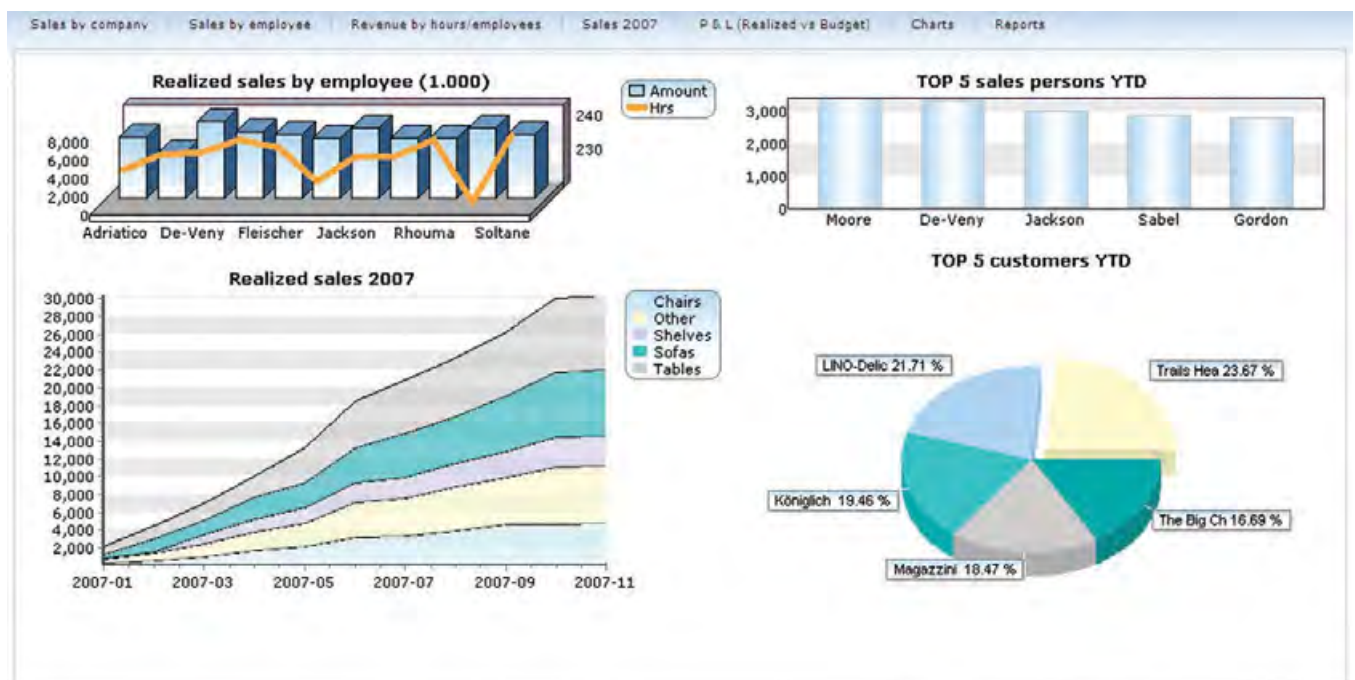 Sales by company Sales by employee Revenue by hours/employees Sales 2007 P & L (Realized vs Budget) Charts Reports
Realized sales by employee (1.000)
8,000
6,000
4,000
2,000
0
240
230
Adriatico De-Veny Fleischer Jackson Rhouma Soltane
Amount
Hrs
TOP 5 sales persons YTD
3,000
2,000
1,000
0
Moore De-Veny Jackson Sabel Gordon
Realized sales 2007
30,000
28,000
26,000
24,000
22,000
20,000
18,000
16,000
14,000
12,000
10,000
8,000
6,000
4,000
2,000
2007-01 2007-03 2007-05 2007-07 2007-09 2007-11
Chairs
Other
Shelves
Sofas
Tables
TOP 5 customers YTD
LINO-Delic 21.71 %
Trails Hea 23.67 %
Königlich 19.46 %
The Big Ch 16.69 %
Magazzini 18.47 %